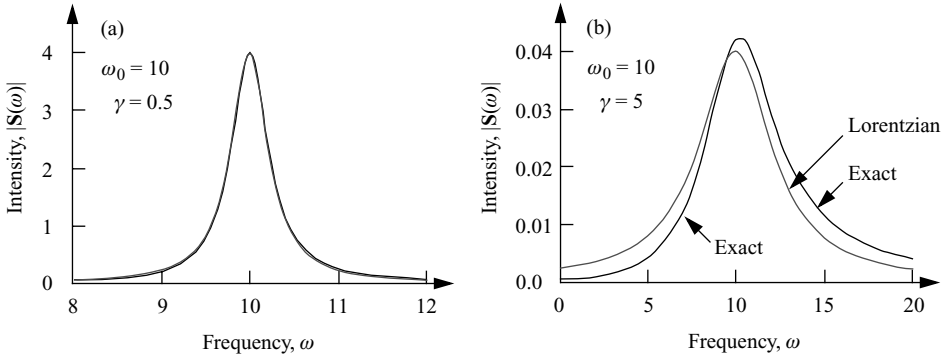 (a)
ω₀ = 10
γ = 0.5
Intensity, |S(ω)|
4
3
2
1
0
8
9
10
11
12
Frequency, ω
(b)
ω₀ = 10
γ = 5
Intensity, |S(ω)|
0.04
0.03
0.02
0.01
0.0
Lorentzian
Exact
Exact
0
5
10
15
20
Frequency, ω